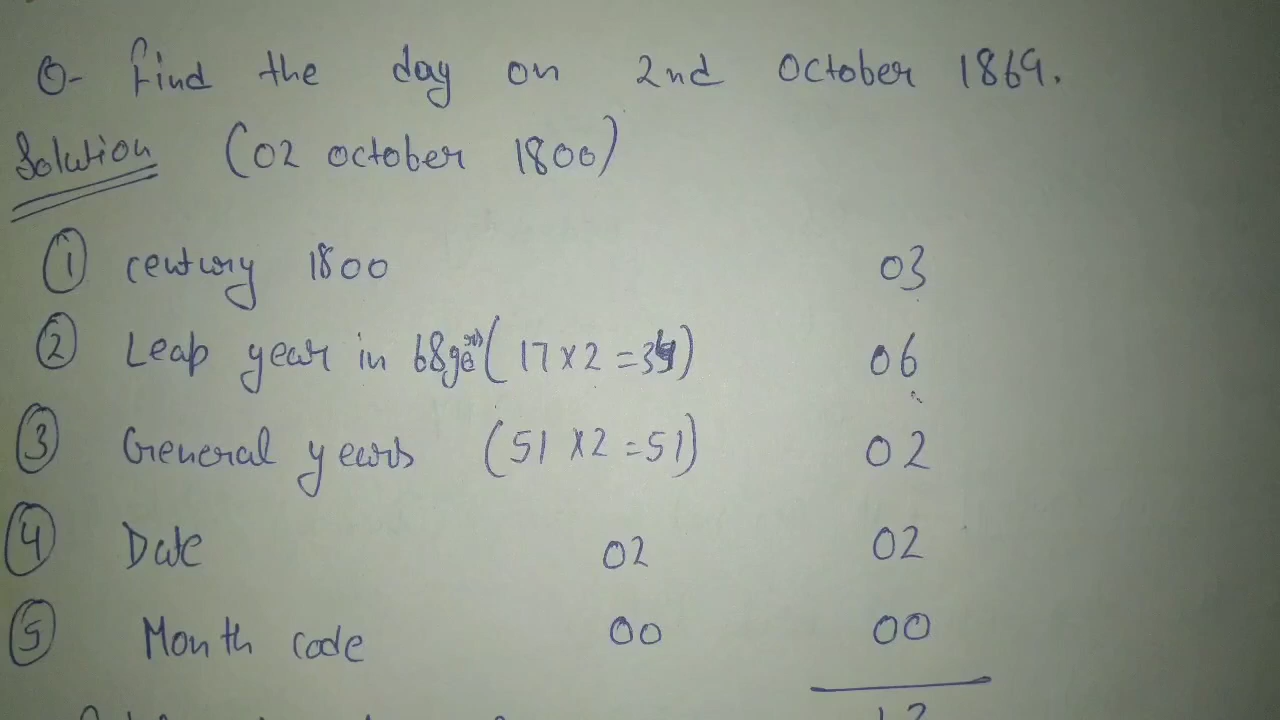 Q- Find the day on 2nd October 1869.
Solution (02 october 1800)
① century 1800 03
② Leap year in 68 (17×2=34) 06
③ General years (51×2=51) 02
④ Date 02 02
⑤ Month code 00 00